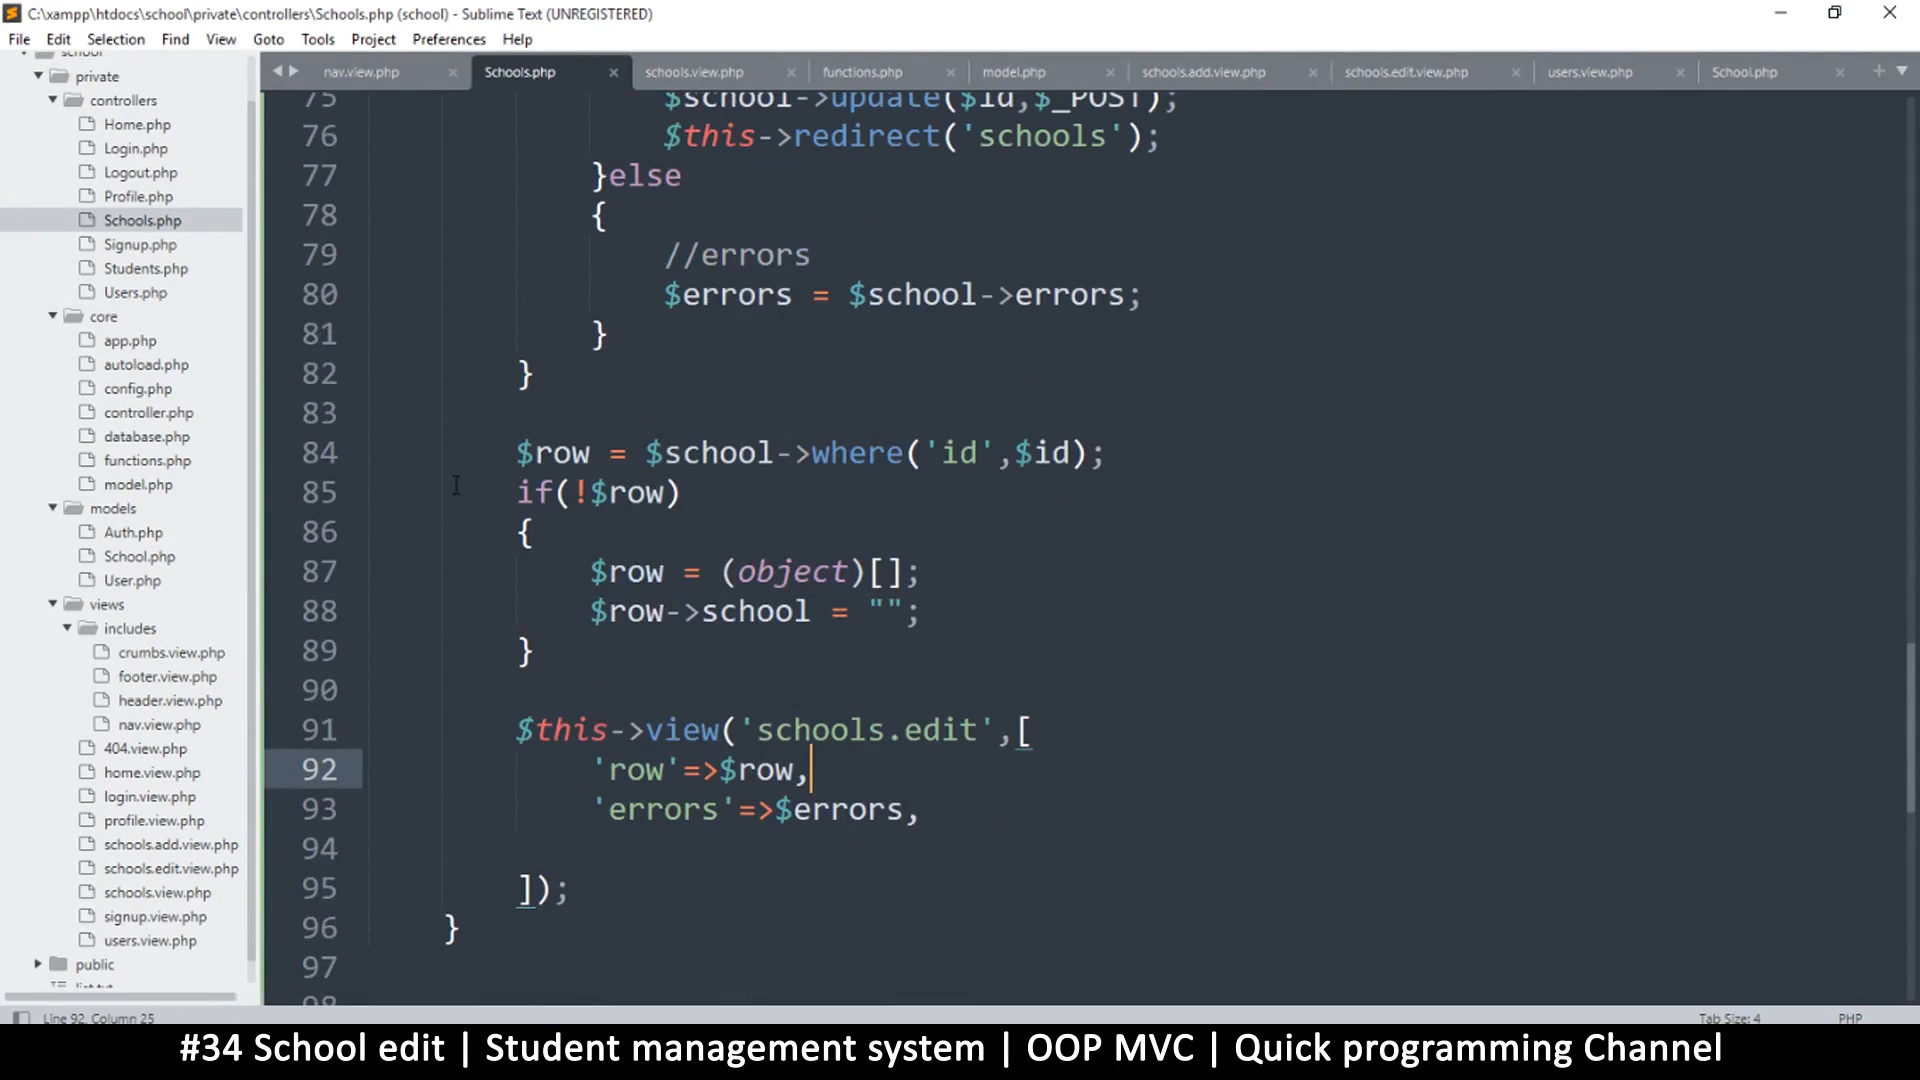 C:\xampp\htdocs\school\private\controllers\Schools.php (school) - Sublime Text (UNREGISTERED)
File Edit Selection Find View Goto Tools Project Preferences Help
school
private
controllers
Home.php
Login.php
Logout.php
Profile.php
Schools.php
Signup.php
Students.php
Users.php
core
app.php
autoload.php
config.php
controller.php
database.php
functions.php
model.php
models
Auth.php
School.php
User.php
views
includes
crumbs.view.php
footer.view.php
header.view.php
nav.view.php
404.view.php
home.view.php
login.view.php
profile.view.php
schools.add.view.php
schools.edit.view.php
schools.view.php
signup.view.php
users.view.php
public
nav.view.php Schools.php schools.view.php functions.php model.php schools.add.view.php schools.edit.view.php users.view.php School.php
75 $school->update($id,$_POST);
76 $this->redirect('schools');
77 }else
78 {
79 //errors
80 $errors = $school->errors;
81 }
82 }
83
84 $row = $school->where('id',$id);
85 if(!$row)
86 {
87 $row = (object)[];
88 $row->school = "";
89 }
90
91 $this->view('schools.edit',[
92 'row'=>$row,
93 'errors'=>$errors,
94
95 ]);
96 }
97
98
Line 92, Column 25 Tab Size: 4 PHP
#34 School edit | Student management system | OOP MVC | Quick programming Channel